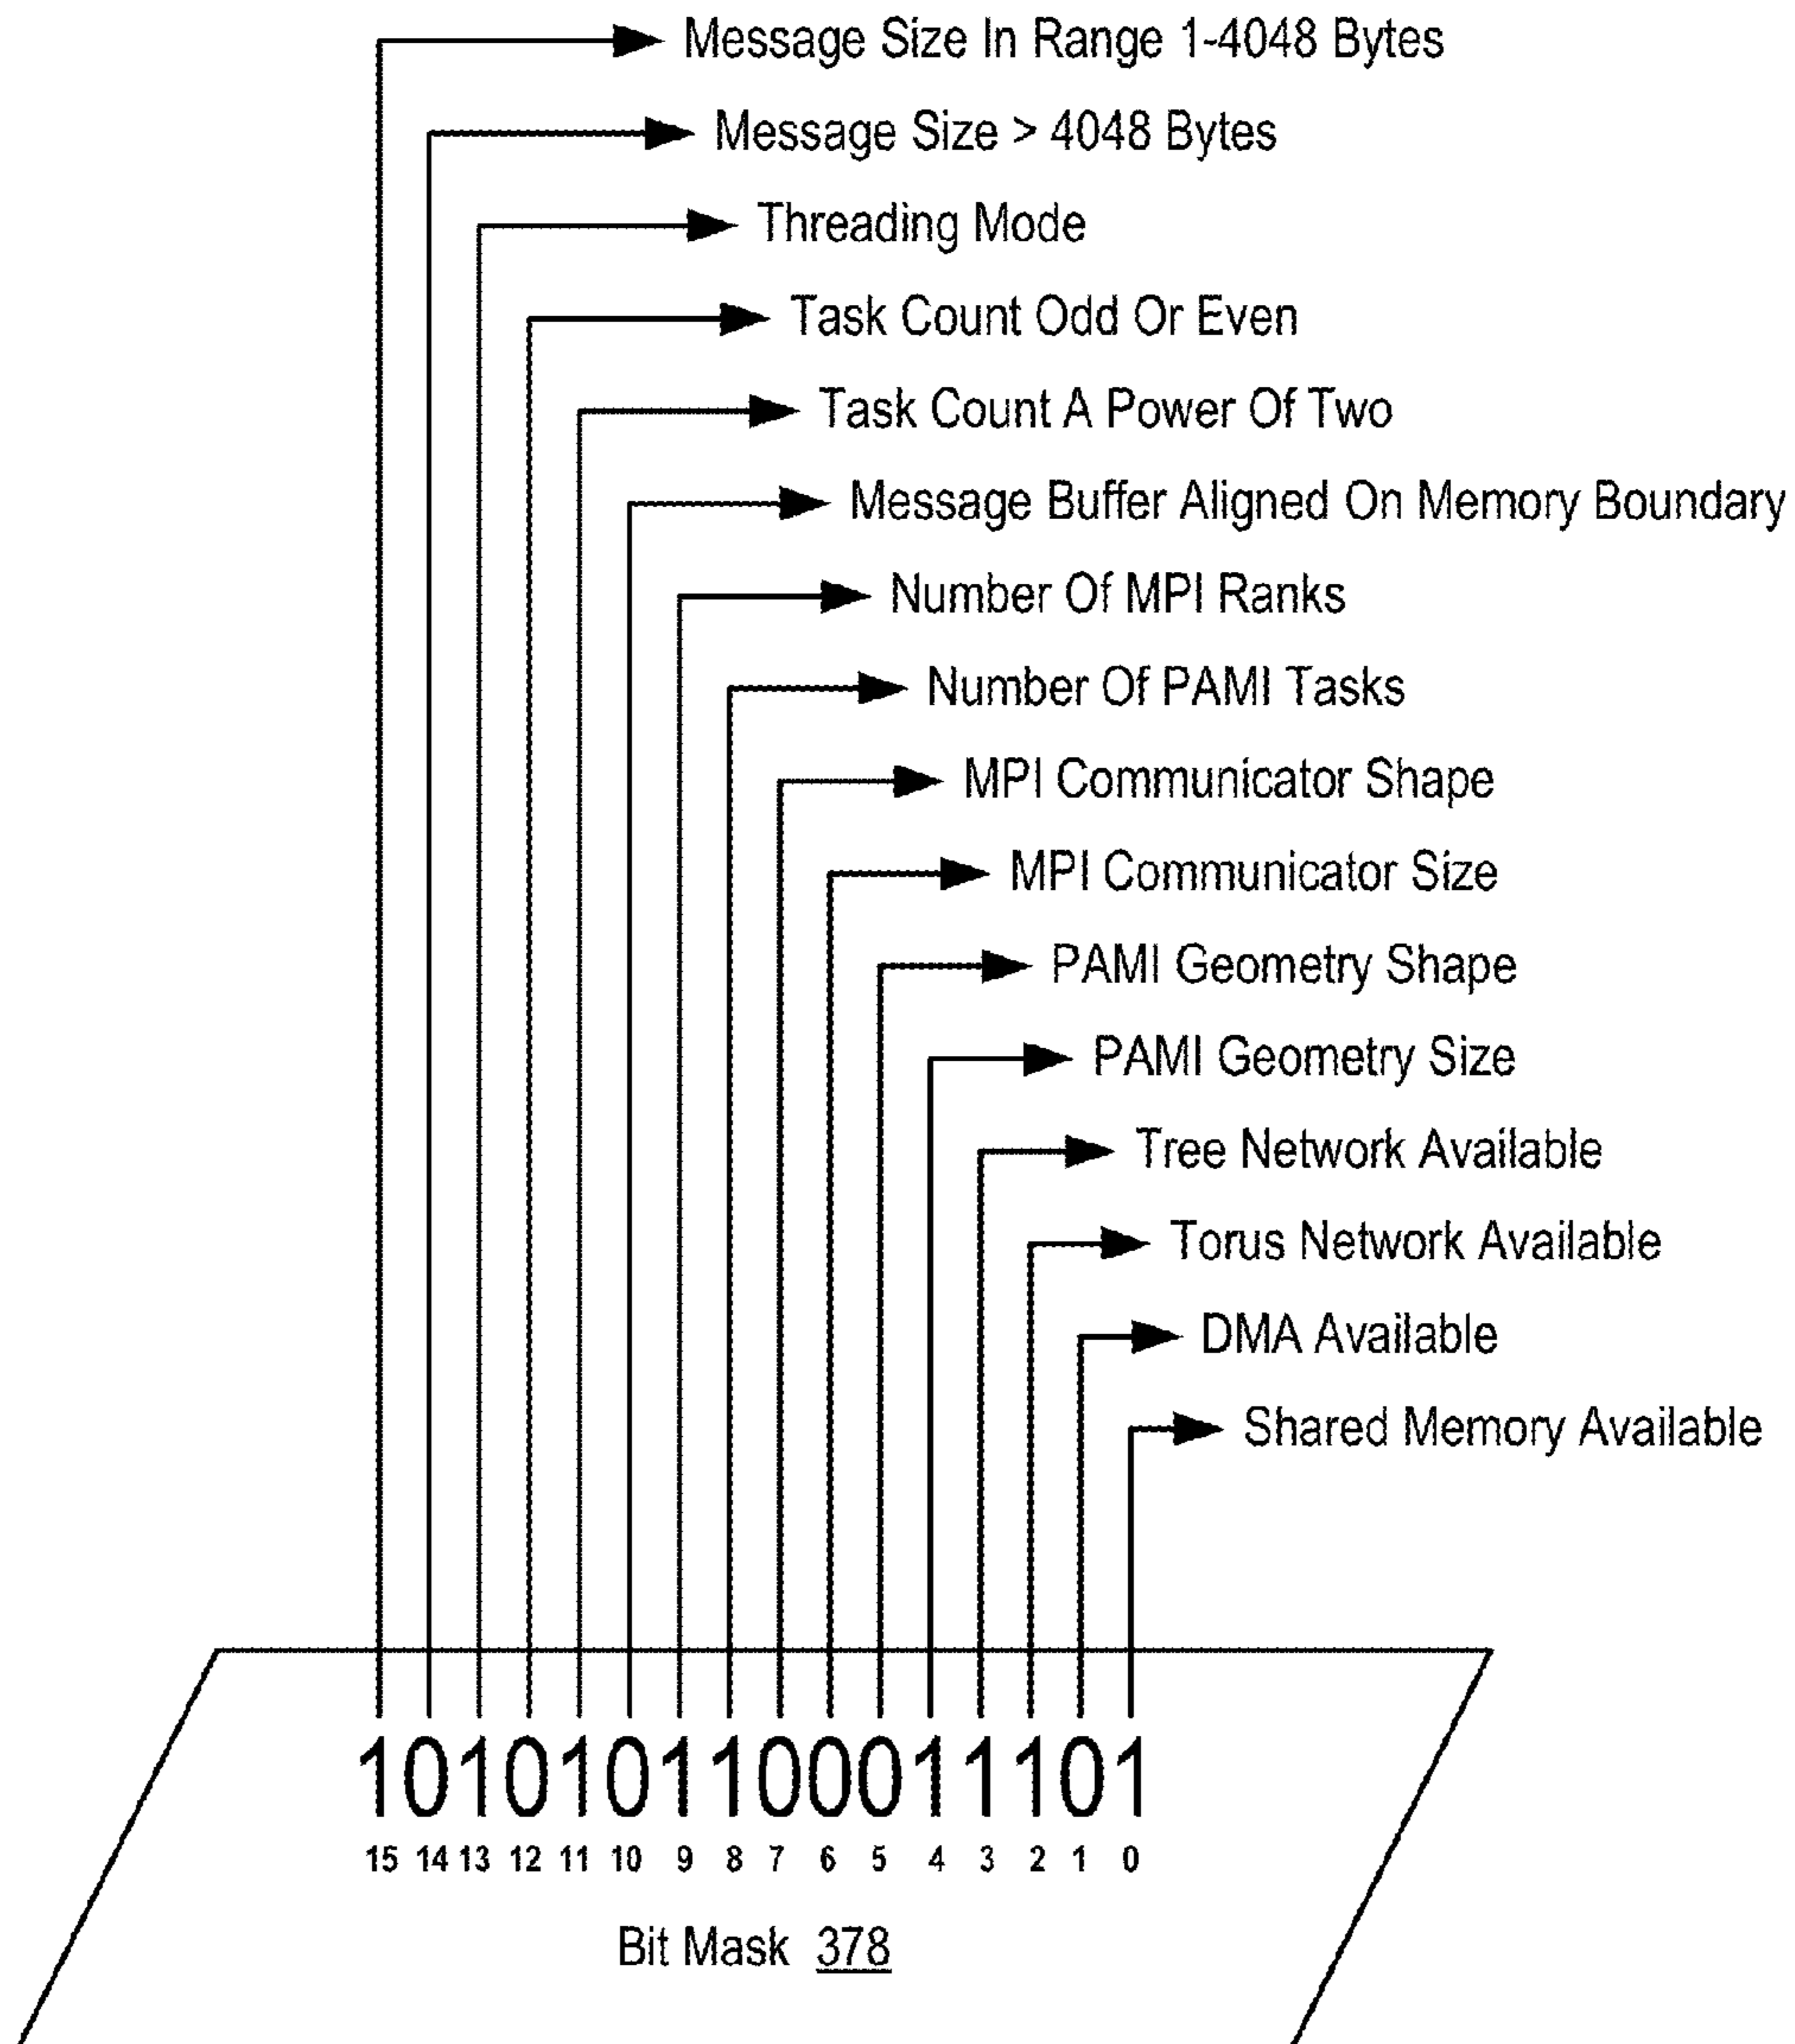 Message Size In Range 1-4048 Bytes
Message Size > 4048 Bytes
Threading Mode
Task Count Odd Or Even
Task Count A Power Of Two
Message Buffer Aligned On Memory Boundary
Number Of MPI Ranks
Number Of PAMI Tasks
MPI Communicator Shape
MPI Communicator Size
PAMI Geometry Shape
PAMI Geometry Size
Tree Network Available
Torus Network Available
DMA Available
Shared Memory Available
1010101100011101
15 14 13 12 11 10 9 8 7 6 5 4 3 2 1 0
Bit Mask 378